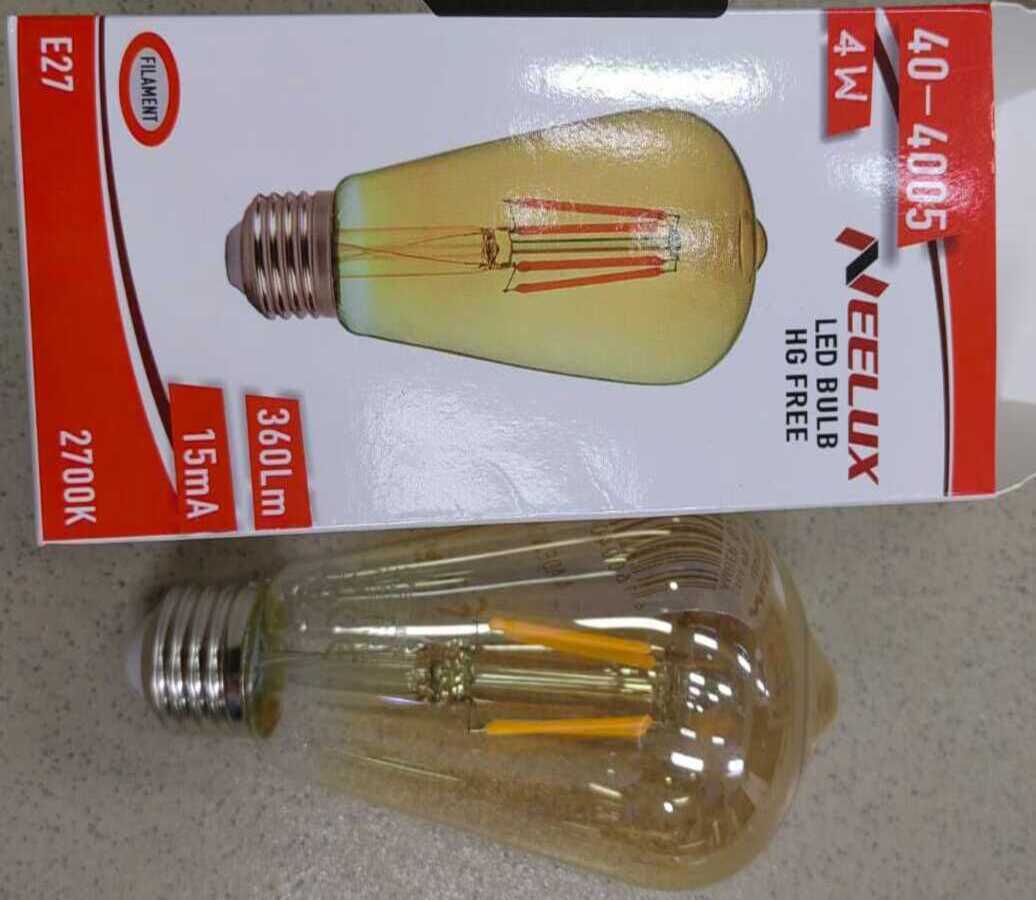 40-4005
4W
NEELUX
LED BULB
HG FREE
360Lm
15mA
FILAMENT
E27
2700K